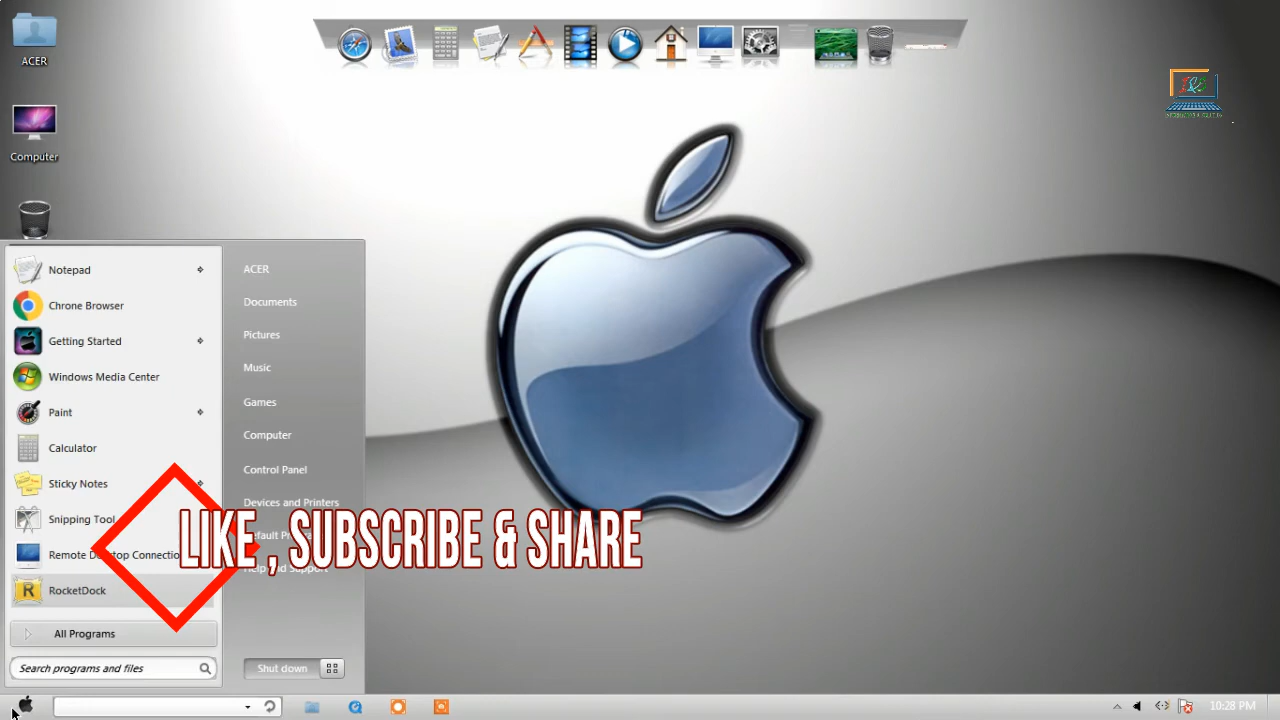 ACER
Computer
Notepad
Chrome Browser
Getting Started
Windows Media Center
Paint
Calculator
Sticky Notes
Snipping Tool
Remote Desktop Connection
RocketDock
All Programs
Search programs and files
ACER
Documents
Pictures
Music
Games
Computer
Control Panel
Devices and Printers
Default
Help and Support
Shut down
LIKE , SUBSCRIBE & SHARE
10:28 PM